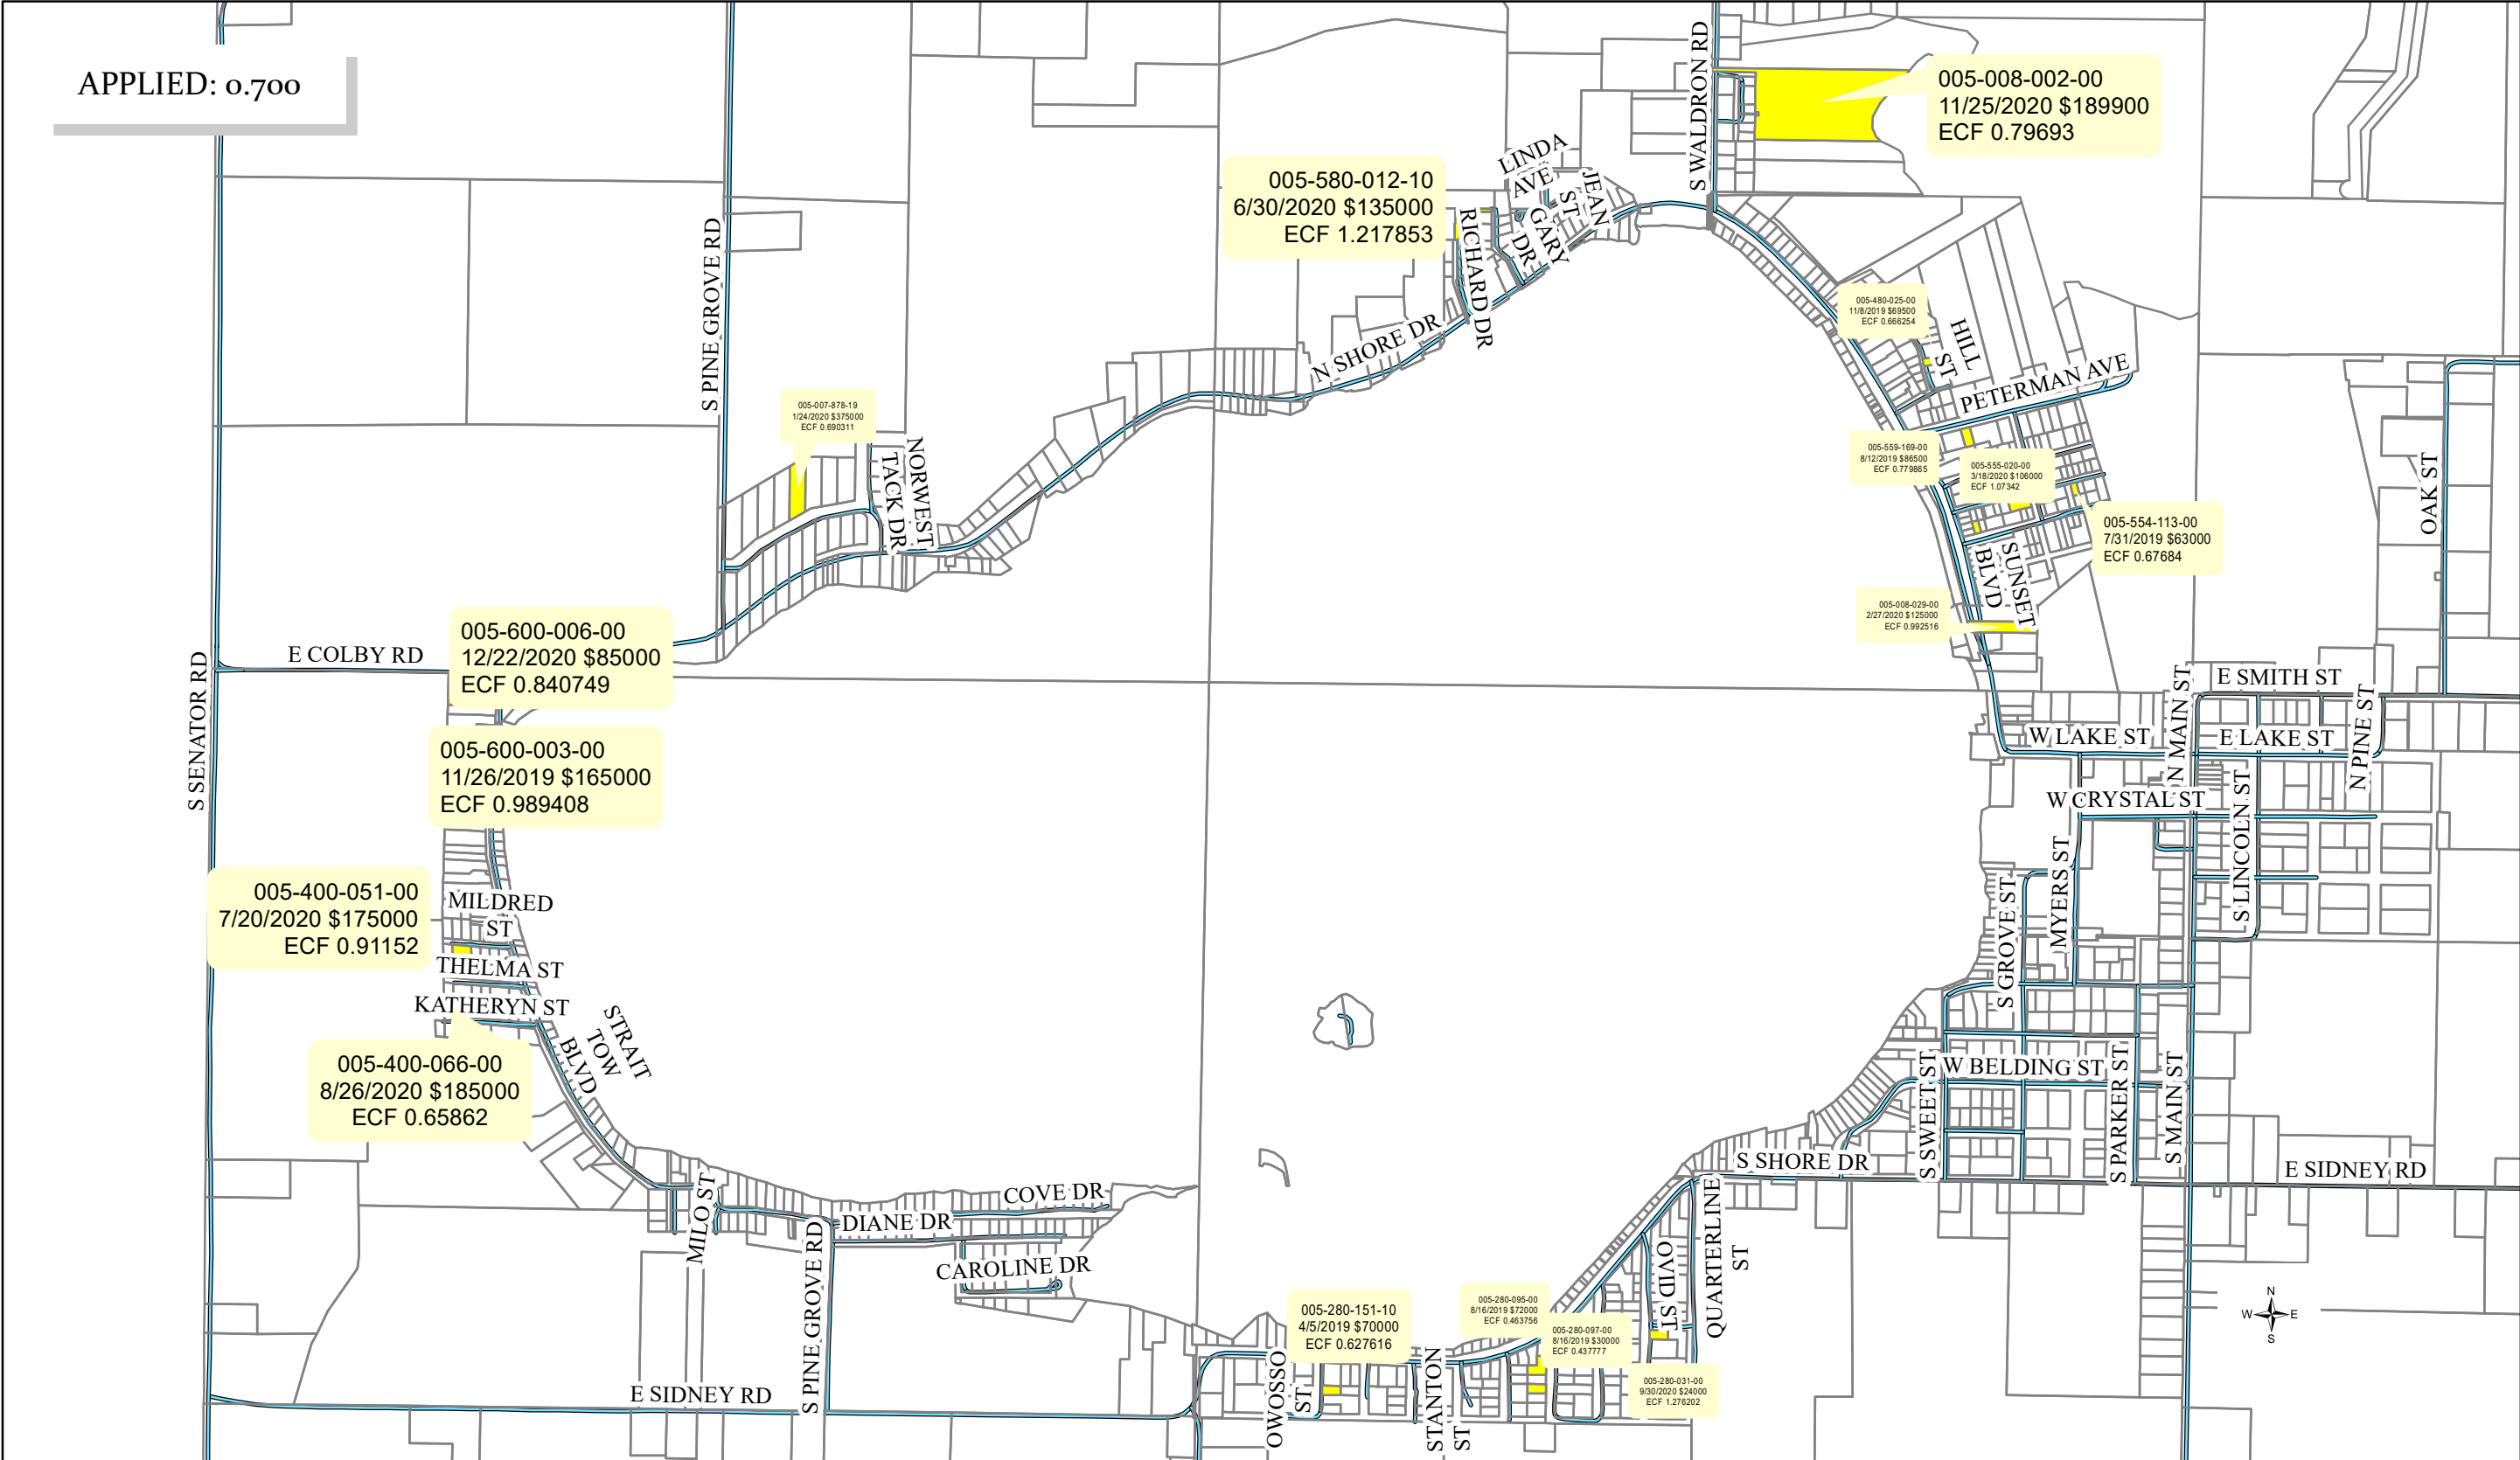 APPLIED: 0.700
005-008-002-00
11/25/2020 $189900
ECF 0.79693
S WALDRON RD
LINDA
AVE
JEAN
ST
GARY
DR
RICHARD DR
005-580-012-10
6/30/2020 $135000
ECF 1.217853
S PINE GROVE RD
N SHORE DR
005-480-025-00
11/8/2019 $69500
ECF 0.666254
HILL
ST
PETERMAN AVE
005-007-878-19
1/24/2020 $375000
ECF 0.690311
NORWEST
TACK DR
005-559-169-00
8/12/2019 $86500
ECF 0.779865
005-555-020-00
3/18/2020 $106000
ECF 1.07342
005-554-113-00
7/31/2019 $63000
ECF 0.67684
OAK ST
SUNSET
BLVD
005-008-029-00
2/27/2020 $125000
ECF 0.992516
005-600-006-00
12/22/2020 $85000
ECF 0.840749
E COLBY RD
S SENATOR RD
E SMITH ST
N MAIN ST
N PINE ST
W LAKE ST
E LAKE ST
005-600-003-00
11/26/2019 $165000
ECF 0.989408
W CRYSTAL ST
S LINCOLN ST
MYERS ST
S GROVE ST
005-400-051-00
7/20/2020 $175000
ECF 0.91152
MILDRED
ST
THELMA ST
KATHERYN ST
STRAIT
TOW
BLVD
005-400-066-00
8/26/2020 $185000
ECF 0.65862
W BELDING ST
S SWEET ST
S PARKER ST
S MAIN ST
S SHORE DR
E SIDNEY RD
MILO ST
COVE DR
DIANE DR
CAROLINE DR
S PINE GROVE RD
OVID ST
QUARTERLINE
ST
005-280-151-10
4/5/2019 $70000
ECF 0.627616
005-280-095-00
8/16/2019 $72000
ECF 0.463756
005-280-097-00
8/16/2019 $30000
ECF 0.437777
005-280-031-00
9/30/2020 $24000
ECF 1.276202
OWOSSO
ST
STANTON
ST
E SIDNEY RD
N
W E
S